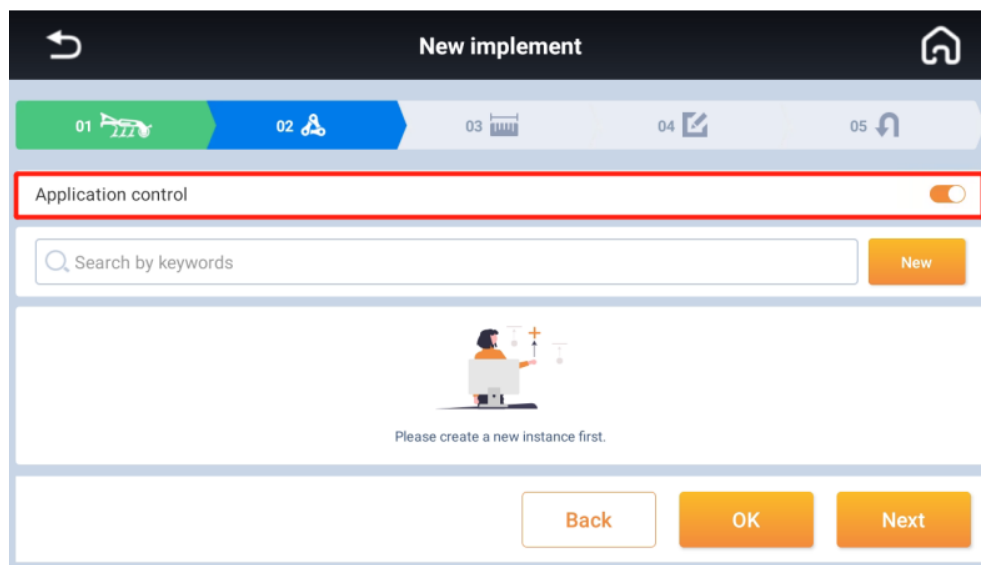 New implement
01
02
03
04
05
Application control
Search by keywords
New
Please create a new instance first.
Back
OK
Next